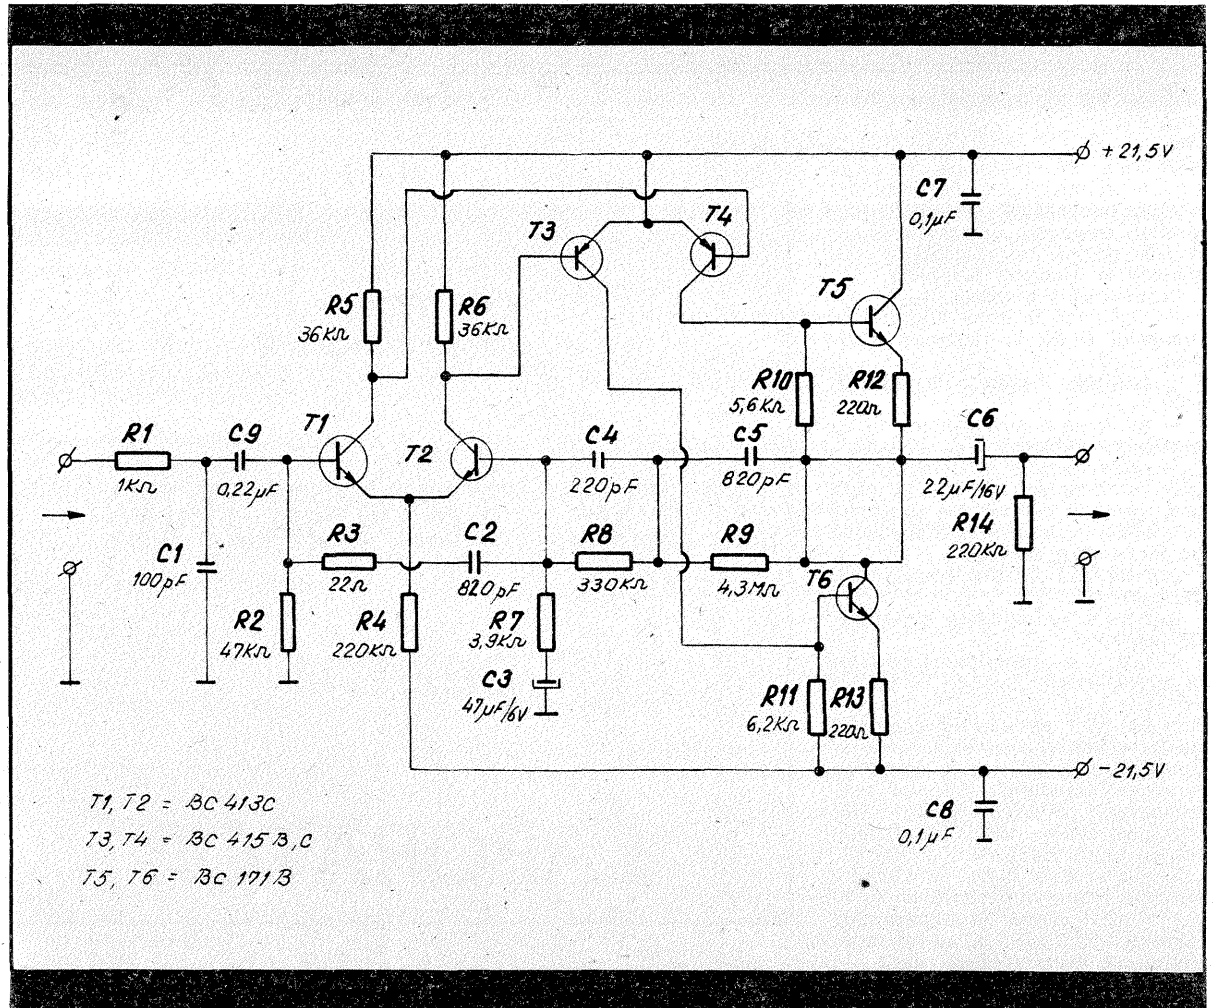 +21,5V
C7
0,1µF
T3
T4
T5
R5
36KΩ
R6
36KΩ
R10
5,6KΩ
R12
220Ω
R1
1KΩ
C9
0,22µF
T1
T2
C4
220pF
C5
820pF
C6
22µF/16V
R14
220KΩ
C1
100pF
R3
22Ω
C2
820pF
R8
330KΩ
R9
4,3MΩ
T6
R2
47KΩ
R4
220KΩ
R7
3,9KΩ
C3
47µF/6V
R11
6,2KΩ
R13
220Ω
-21,5V
C8
0,1µF
T1, T2 = BC 413C
T3, T4 = BC 415B,C
T5, T6 = BC 171B